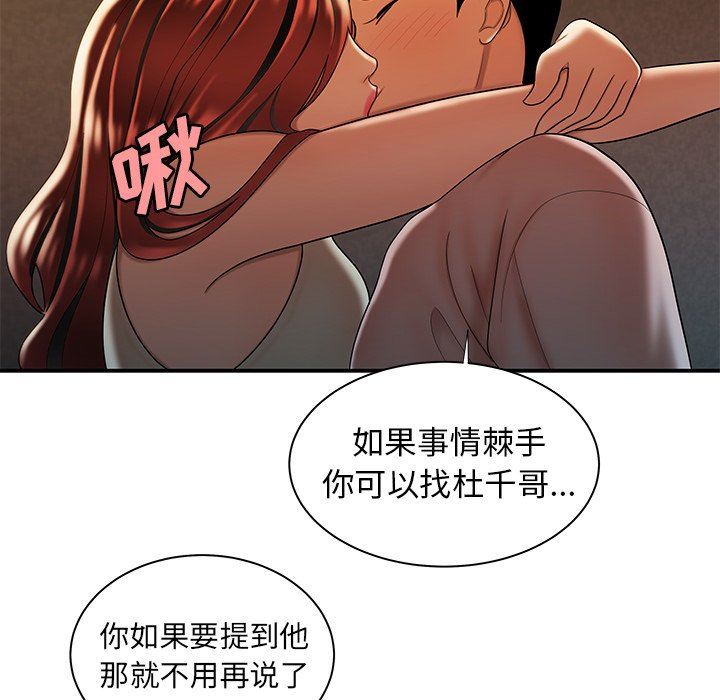 啾
如果事情棘手
你可以找杜千哥…
你如果要提到他
那就不用再说了